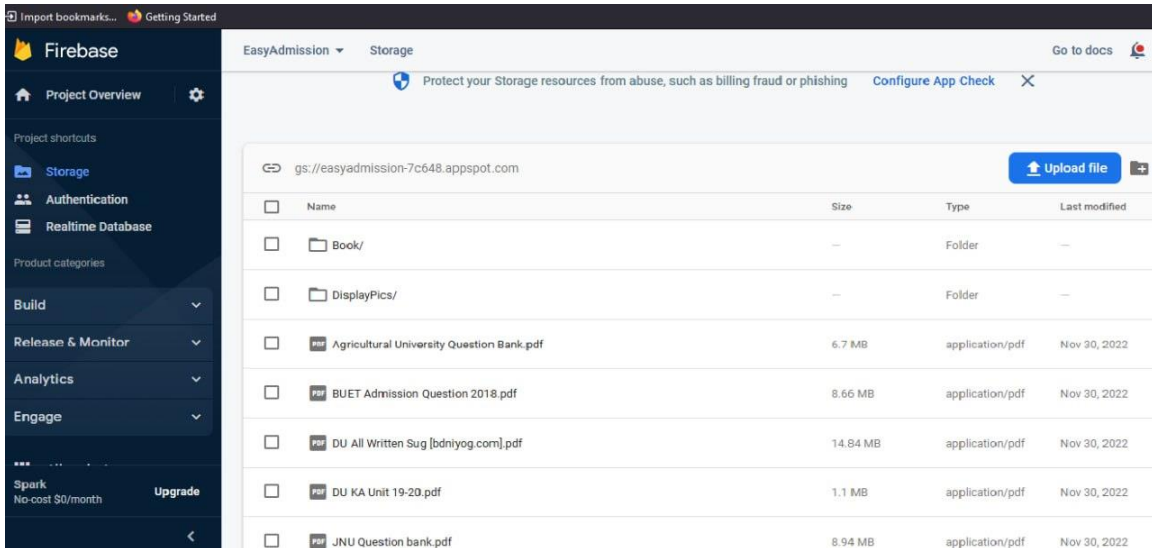 Import bookmarks... Getting Started
Firebase
EasyAdmission Storage Go to docs
Protect your Storage resources from abuse, such as billing fraud or phishing Configure App Check
Project Overview
Project shortcuts
Storage
Authentication
Realtime Database
Product categories
Build
Release & Monitor
Analytics
Engage
Spark
No-cost $0/month Upgrade
gs://easyadmission-7c648.appspot.com Upload file
Name Size Type Last modified
Book/ — Folder —
DisplayPics/ — Folder —
PDF Agricultural University Question Bank.pdf 6.7 MB application/pdf Nov 30, 2022
PDF BUET Admission Question 2018.pdf 8.66 MB application/pdf Nov 30, 2022
PDF DU All Written Sug [bdniyog.com].pdf 14.84 MB application/pdf Nov 30, 2022
PDF DU KA Unit 19-20.pdf 1.1 MB application/pdf Nov 30, 2022
PDF JNU Question bank.pdf 8.94 MB application/pdf Nov 30, 2022